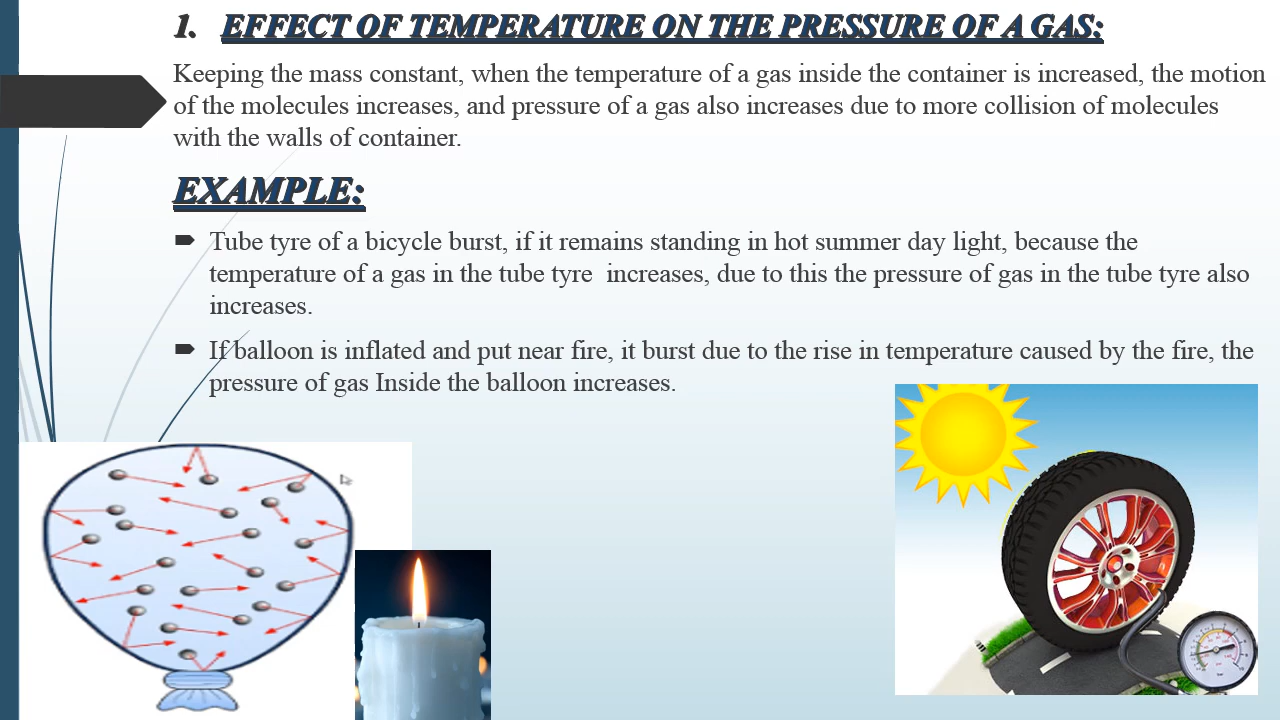 1. EFFECT OF TEMPERATURE ON THE PRESSURE OF A GAS:
Keeping the mass constant, when the temperature of a gas inside the container is increased, the motion
of the molecules increases, and pressure of a gas also increases due to more collision of molecules
with the walls of container.
EXAMPLE:
Tube tyre of a bicycle burst, if it remains standing in hot summer day light, because the
temperature of a gas in the tube tyre increases, due to this the pressure of gas in the tube tyre also
increases.
If balloon is inflated and put near fire, it burst due to the rise in temperature caused by the fire, the
pressure of gas Inside the balloon increases.